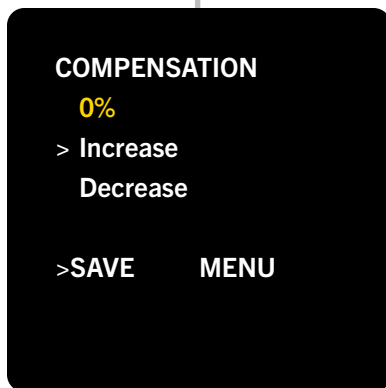 COMPENSATION
0%
> Increase
Decrease
>SAVE MENU